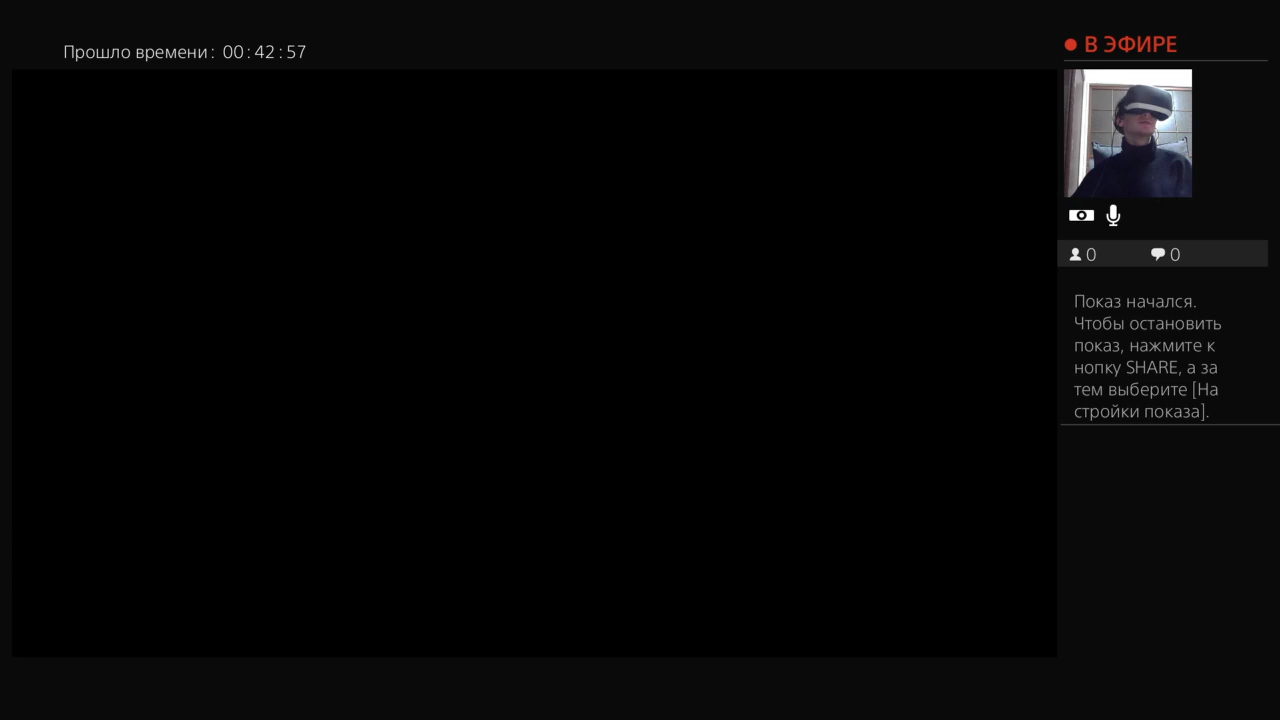 Прошло времени: 00:42:57
В ЭФИРЕ
0 0
Показ начался.
Чтобы остановить
показ, нажмите к
нопку SHARE, а за
тем выберите [На
стройки показа].